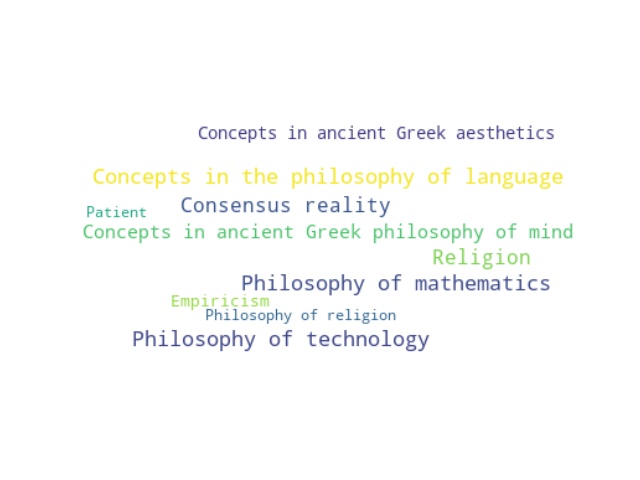 Concepts in ancient Greek aesthetics
Concepts in the philosophy of language
Consensus reality
Patient
Concepts in ancient Greek philosophy of mind
Religion
Philosophy of mathematics
Empiricism
Philosophy of religion
Philosophy of technology